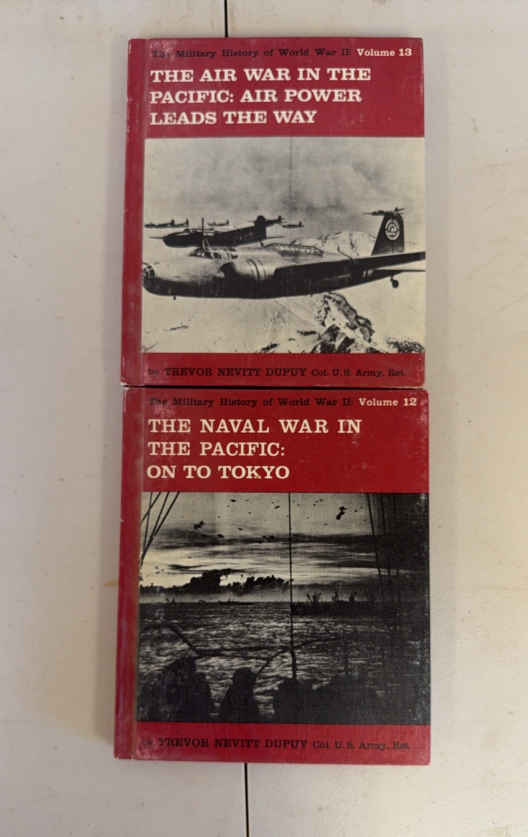 The Military History of World War II: Volume 13
THE AIR WAR IN THE
PACIFIC: AIR POWER
LEADS THE WAY
by TREVOR NEVITT DUPUY Col. U.S. Army, Ret.
The Military History of World War II: Volume 12
THE NAVAL WAR IN
THE PACIFIC:
ON TO TOKYO
by TREVOR NEVITT DUPUY Col. U.S. Army, Ret.